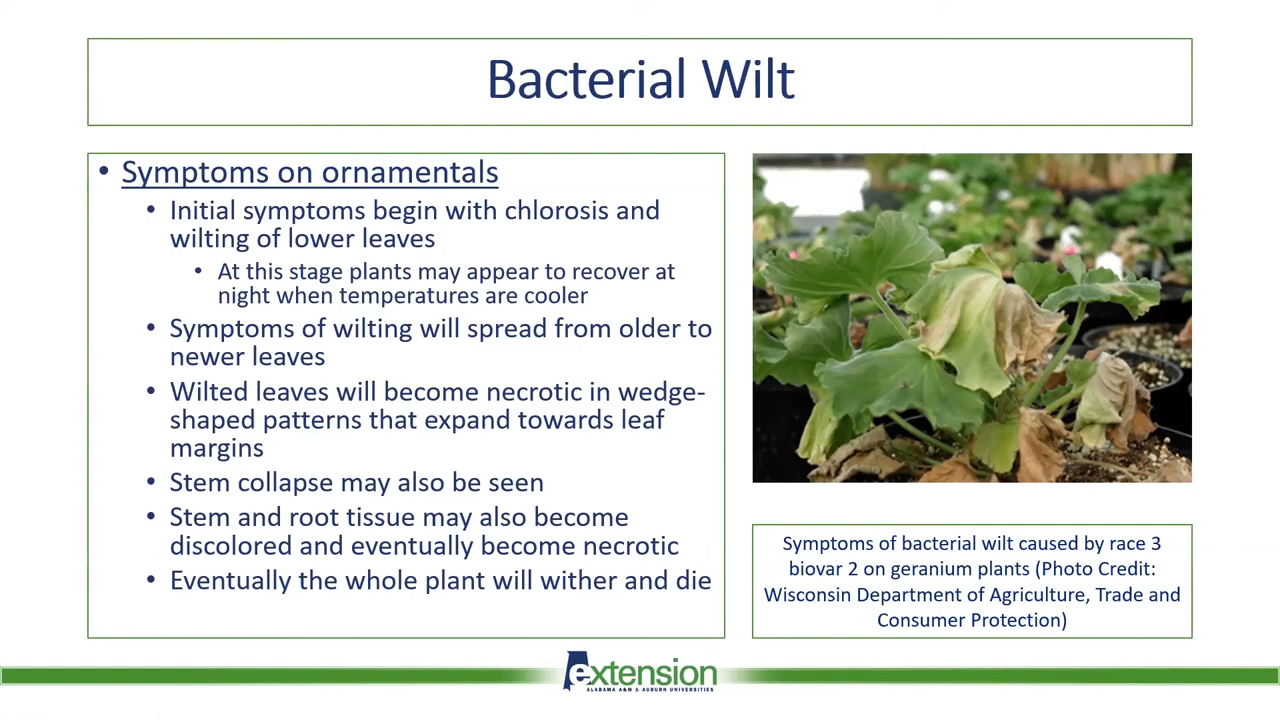 Bacterial Wilt
• Symptoms on ornamentals
• Initial symptoms begin with chlorosis and
wilting of lower leaves
• At this stage plants may appear to recover at
night when temperatures are cooler
• Symptoms of wilting will spread from older to
newer leaves
• Wilted leaves will become necrotic in wedge-
shaped patterns that expand towards leaf
margins
• Stem collapse may also be seen
• Stem and root tissue may also become
discolored and eventually become necrotic
• Eventually the whole plant will wither and die
Symptoms of bacterial wilt caused by race 3
biovar 2 on geranium plants (Photo Credit:
Wisconsin Department of Agriculture, Trade and
Consumer Protection)
extension
ALABAMA A&M & AUBURN UNIVERSITIES